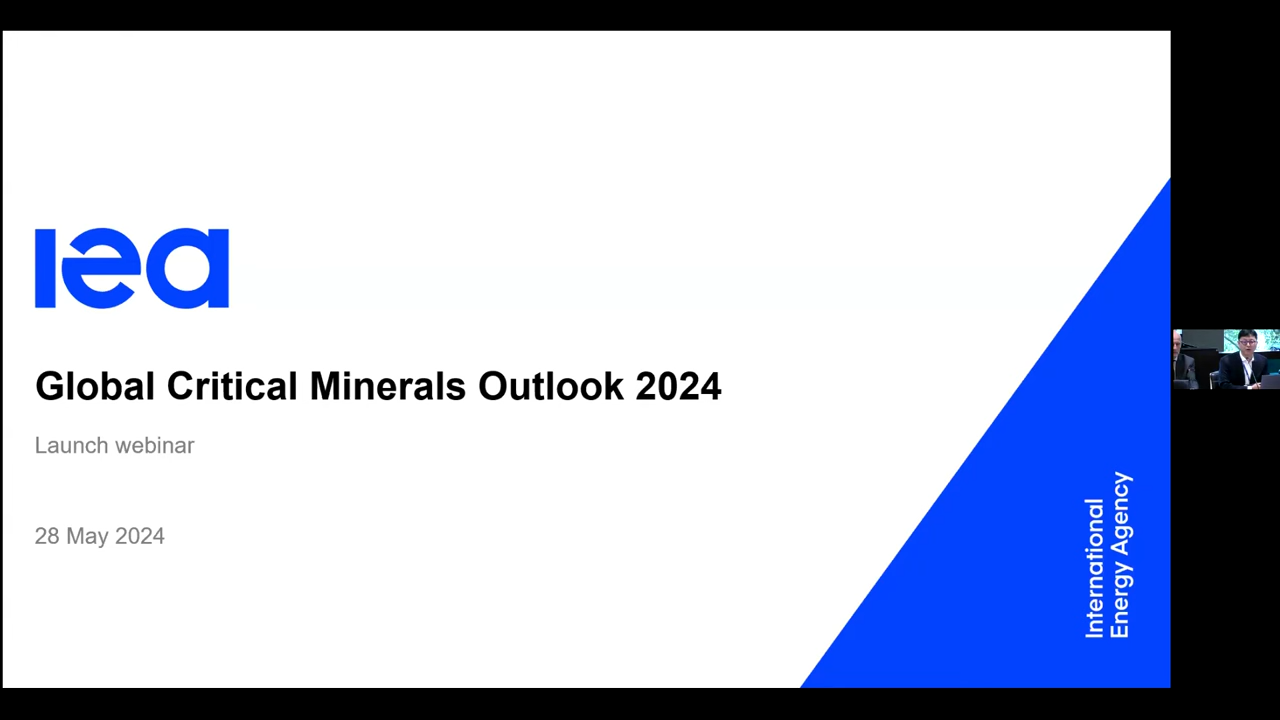 iea
Global Critical Minerals Outlook 2024
Launch webinar
28 May 2024
International
Energy Agency